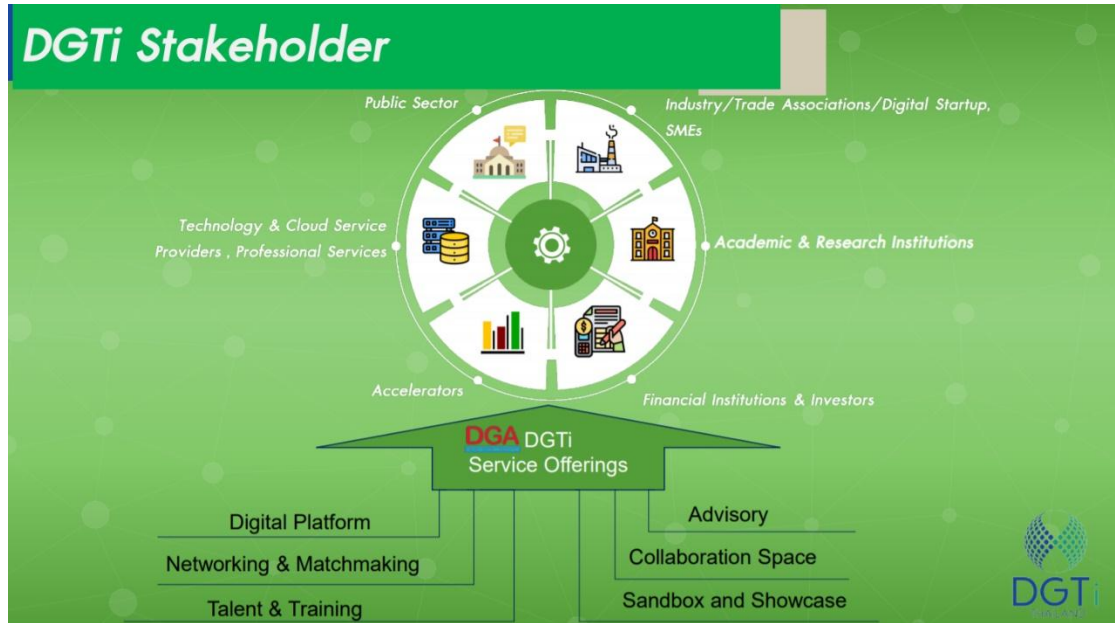 DGTi Stakeholder
Public Sector
Industry/Trade Associations/Digital Startup,
SMEs
Technology & Cloud Service
Providers , Professional Services
Academic & Research Institutions
Accelerators
Financial Institutions & Investors
DGA DGTi
Service Offerings
Digital Platform
Advisory
Networking & Matchmaking
Collaboration Space
Talent & Training
Sandbox and Showcase
DGTi
THAILAND